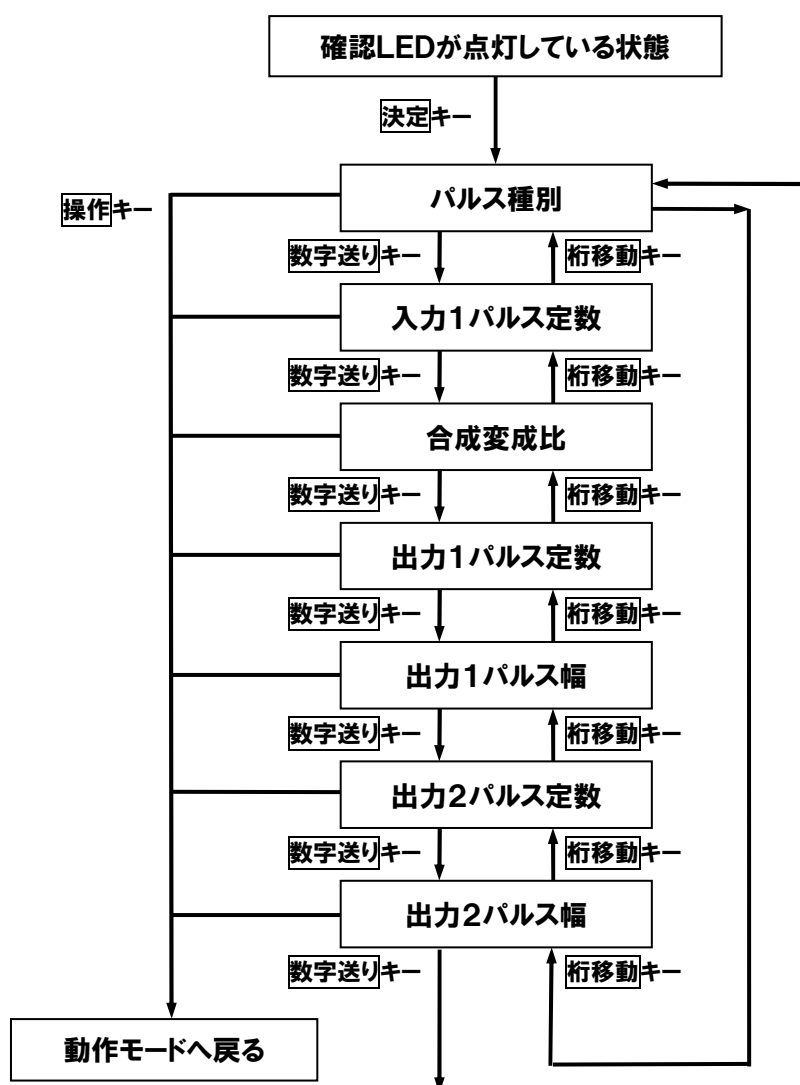 確認LEDが点灯している状態
決定キー
パルス種別
操作キー
数字送りキー 桁移動キー
入力1パルス定数
数字送りキー 桁移動キー
合成変成比
数字送りキー 桁移動キー
出力1パルス定数
数字送りキー 桁移動キー
出力1パルス幅
数字送りキー 桁移動キー
出力2パルス定数
数字送りキー 桁移動キー
出力2パルス幅
数字送りキー 桁移動キー
動作モードへ戻る